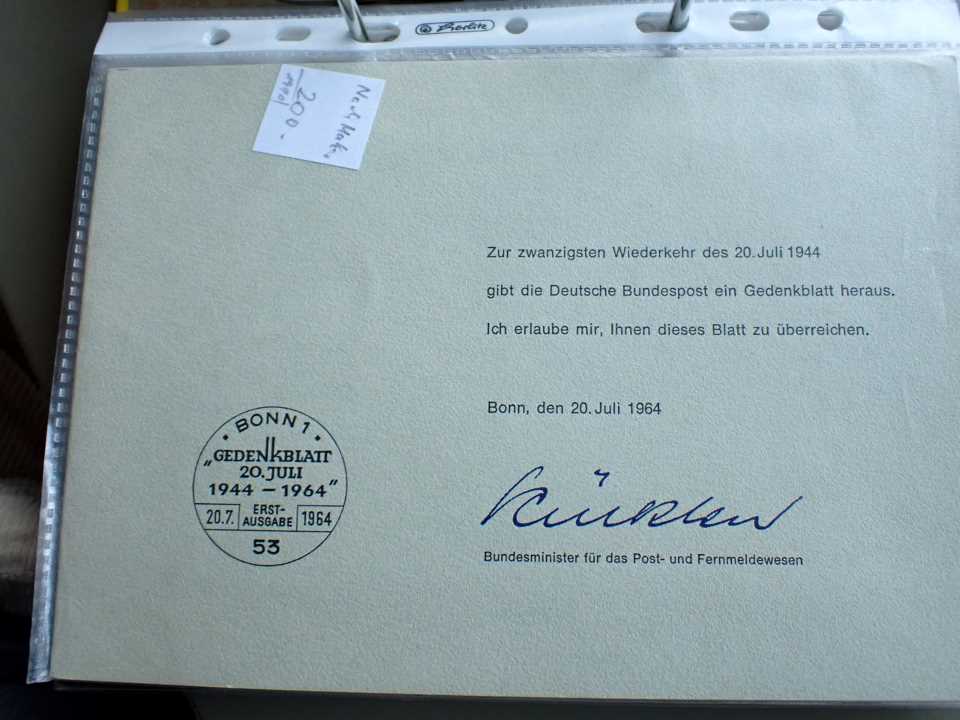 Herlitz
200.-
Zur zwanzigsten Wiederkehr des 20. Juli 1944
gibt die Deutsche Bundespost ein Gedenkblatt heraus.
Ich erlaube mir, Ihnen dieses Blatt zu überreichen.
Bonn, den 20. Juli 1964
Bundesminister für das Post- und Fernmeldewesen
BONN 1
„GEDENKBLATT
20. JULI
1944 – 1964"
20.7. ERST-AUSGABE 1964
53